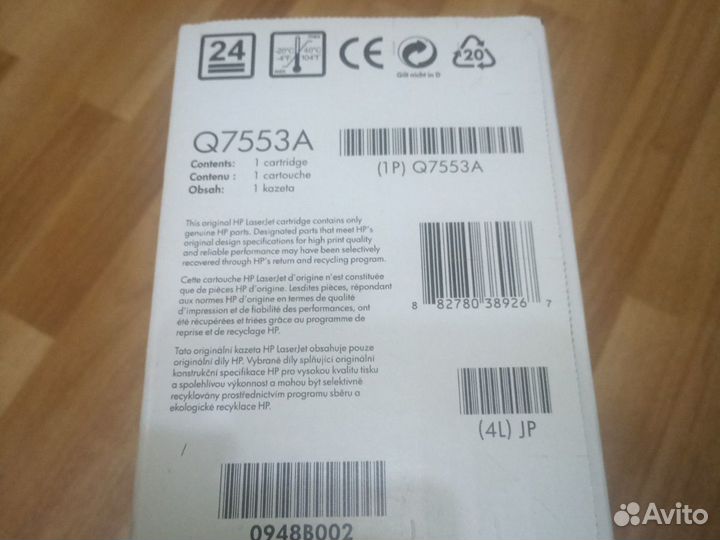 24
max
-20°C
-4°F
40°C
104°F
min
CE
Gilt nicht in D
20
Q7553A
Contents: 1 cartridge
Contenu : 1 cartouche
Obsah: 1 kazeta
(1P) Q7553A
This original HP LaserJet cartridge contains only
genuine HP parts. Designated parts that meet HP's
original design specifications for high print quality
and reliable performance may have been selectively
recovered through HP's return and recycling program.
Cette cartouche HP LaserJet d'origine n'est constituée
que de pièces HP d'origine. Lesdites pièces, répondant
aux normes HP d'origine en termes de qualité
d'impression et de fiabilité des performances, ont
été récupérées et triées grâce au programme de
reprise et de recyclage HP.
Tato originální kazeta HP LaserJet obsahuje pouze
originální díly HP. Vybrané díly splňující originální
konstrukční specifikace HP pro vysokou kvalitu tisku
a spolehlivou výkonnost a mohou být selektivně
recyklovány prostřednictvím programu sběru a
ekologické recyklace HP.
8 82780 38926 7
(4L) JP
0948B002
Avito